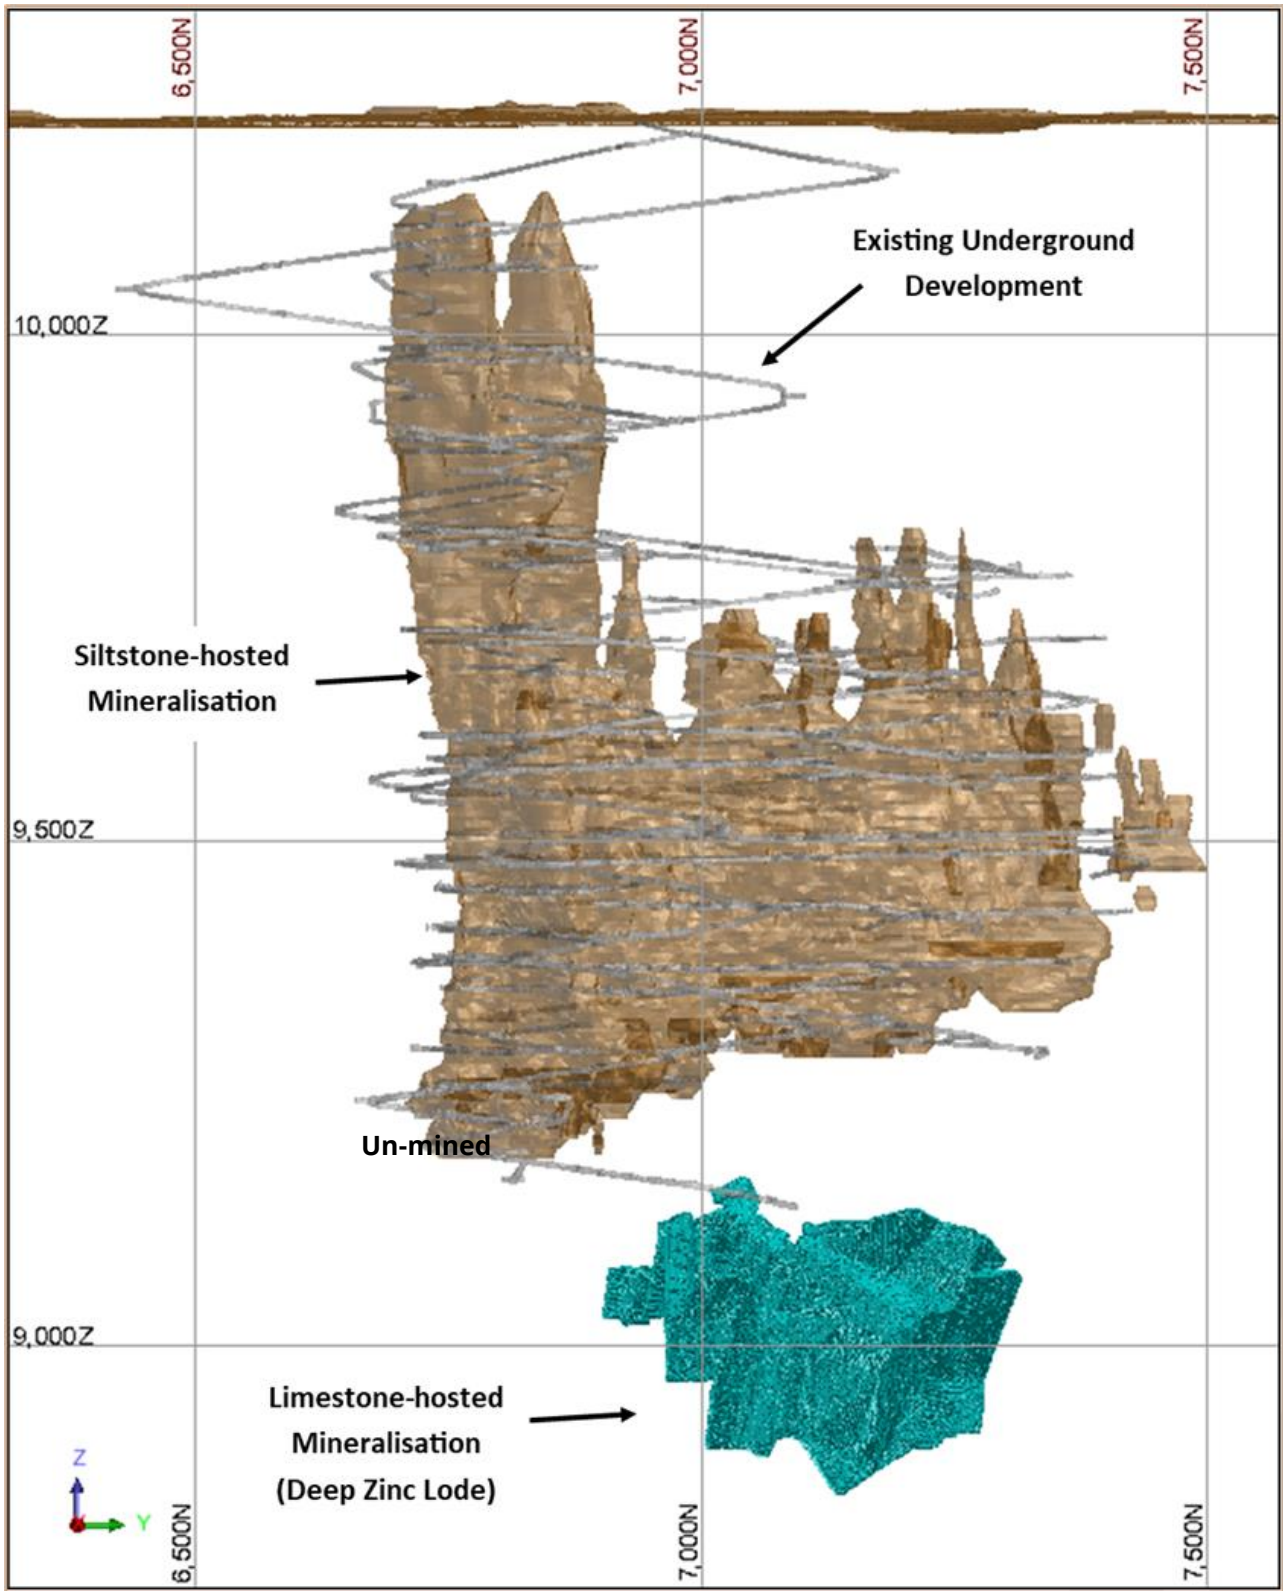 6,500N
7,000N
7,500N
Existing Underground
Development
10,000Z
Siltstone-hosted
Mineralisation
9,500Z
Un-mined
9,000Z
Limestone-hosted
Mineralisation
(Deep Zinc Lode)
Z
Y
6,500N
7,000N
7,500N